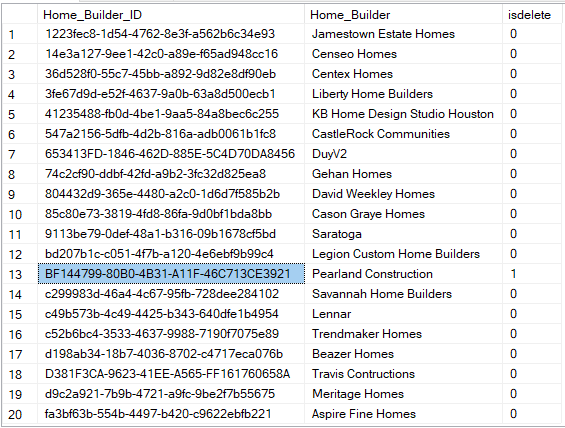 Home_Builder_ID Home_Builder isdelete
1 1223fec8-1d54-4762-8e3f-a562b6c34e93 Jamestown Estate Homes 0
2 14e3a127-9ee1-42c0-a89e-f65ad948cc16 Censeo Homes 0
3 36d528f0-55c7-45bb-a892-9d82e8df90eb Centex Homes 0
4 3fe67d9d-e52f-4637-9a0b-63a8d500ecb1 Liberty Home Builders 0
5 41235488-fb0d-4be1-9aa5-84a8bec6c255 KB Home Design Studio Houston 0
6 547a2156-5dfb-4d2b-816a-adb0061b1fc8 CastleRock Communities 0
7 653413FD-1846-462D-885E-5C4D70DA8456 DuyV2 0
8 74c2cf90-ddbf-42fd-a9b2-3fc32d825ea8 Gehan Homes 0
9 804432d9-365e-4480-a2c0-1d6d7f585b2b David Weekley Homes 0
10 85c80e73-3819-4fd8-86fa-9d0bf1bda8bb Cason Graye Homes 0
11 9113be79-0def-48a1-b316-09b1678cf5bd Saratoga 0
12 bd207b1c-c051-4f7b-a120-4e6ebf9b99c4 Legion Custom Home Builders 0
13 BF144799-80B0-4B31-A11F-46C713CE3921 Pearland Construction 1
14 c299983d-46a4-4c67-95fb-728dee284102 Savannah Home Builders 0
15 c49b573b-4c49-4425-b343-640dfe1b4954 Lennar 0
16 c52b6bc4-3533-4637-9988-7190f7075e89 Trendmaker Homes 0
17 d198ab34-18b7-4036-8702-c4717eca076b Beazer Homes 0
18 D381F3CA-9623-41EE-A565-FF161760658A Travis Contructions 0
19 d9c2a921-7b9b-4721-a9fc-9be2f7b55675 Meritage Homes 0
20 fa3bf63b-554b-4497-b420-c9622ebfb221 Aspire Fine Homes 0